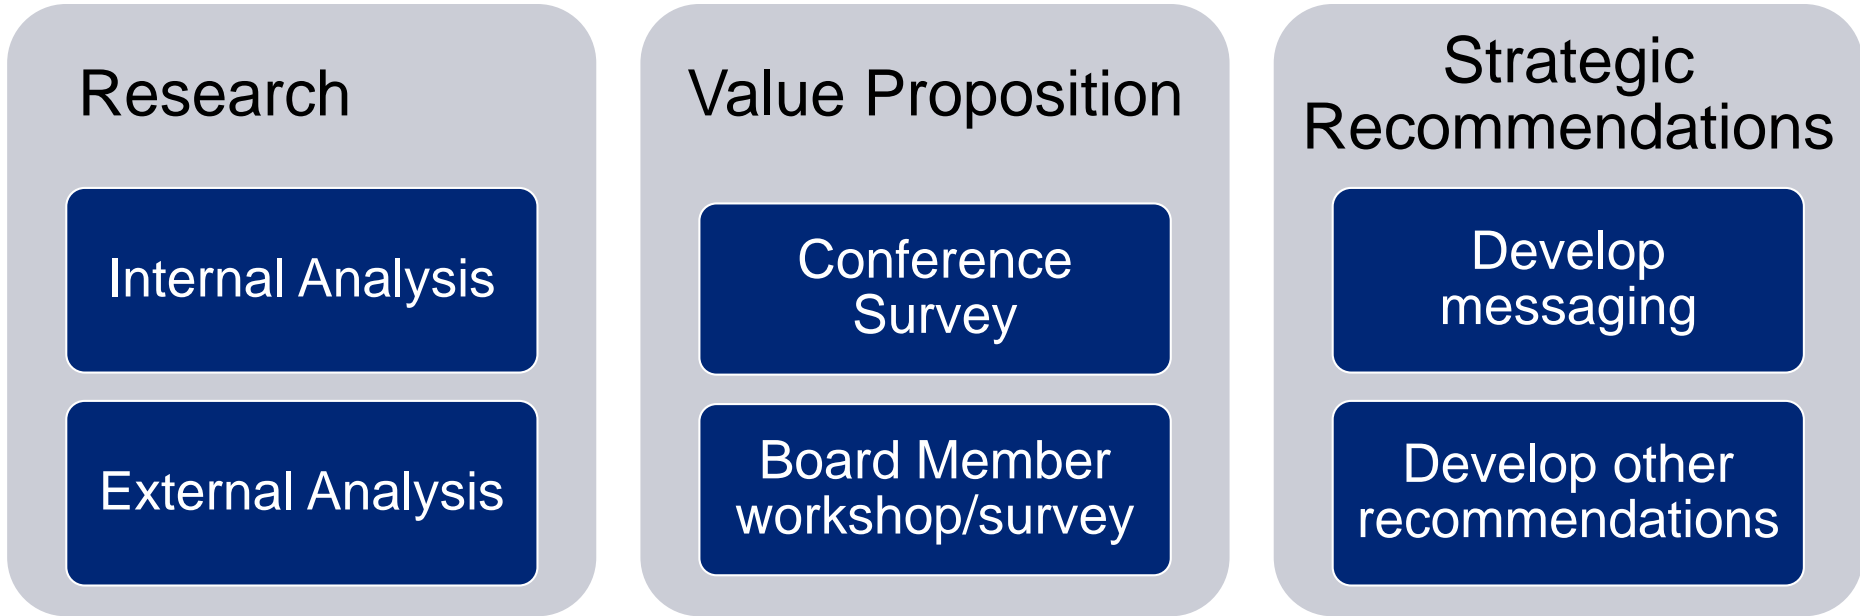 Research
Internal Analysis
External Analysis
Value Proposition
Conference
Survey
Board Member
workshop/survey
Strategic
Recommendations
Develop
messaging
Develop other
recommendations